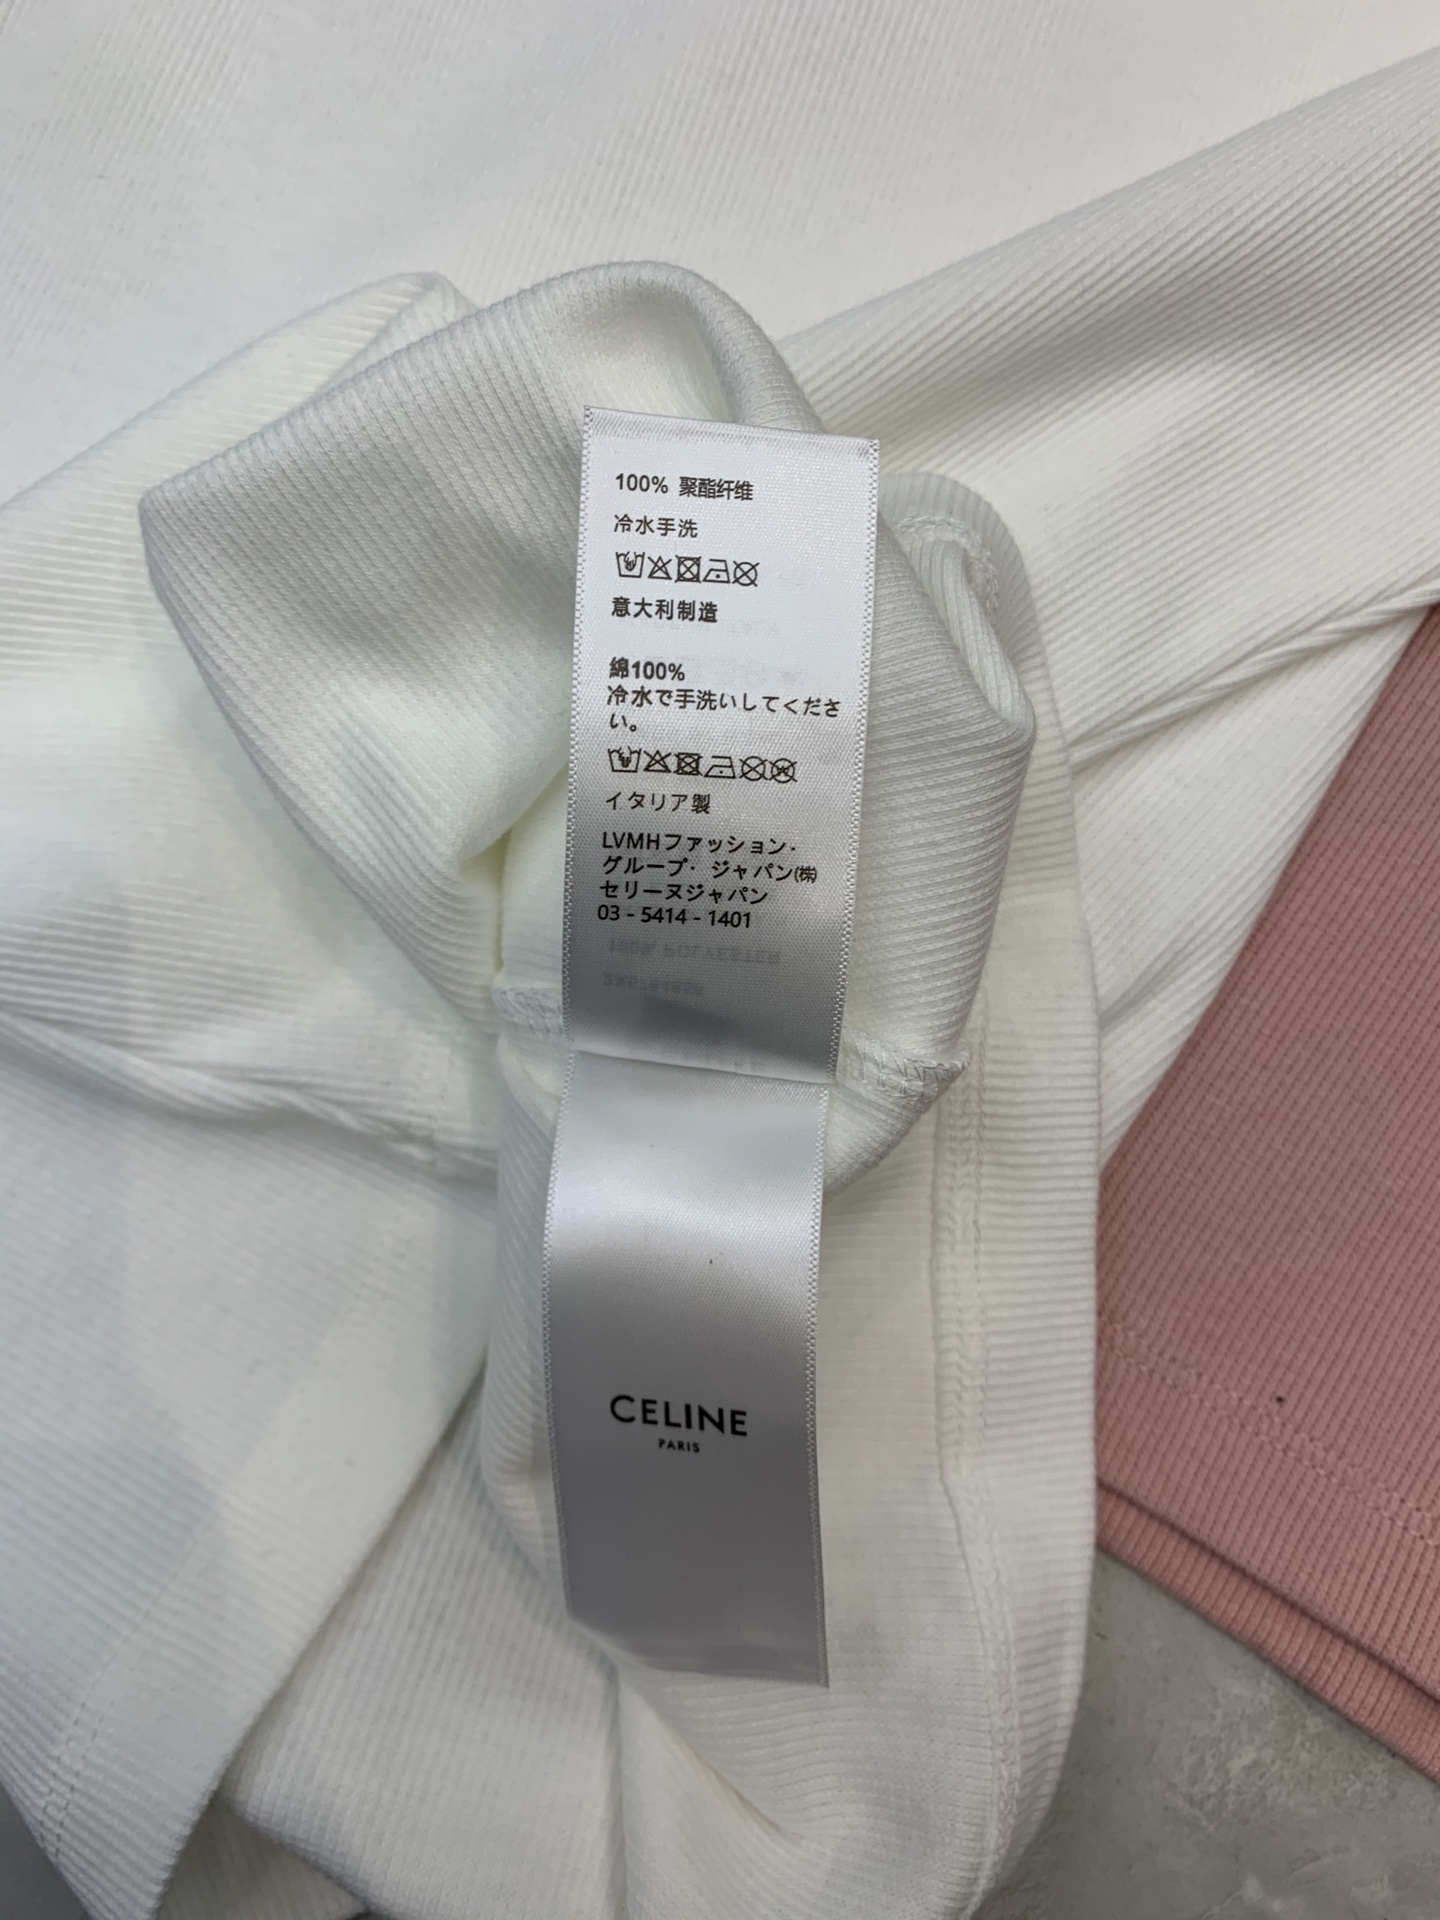 100% 聚酯纤维
冷水手洗
意大利制造
綿100%
冷水で手洗いしてくださ
い。
イタリア製
LVMHファッション·
グループ· ジャパン㈱
セリーヌジャパン
03 - 5414 - 1401
100% POLYESTER
CELINE
PARIS